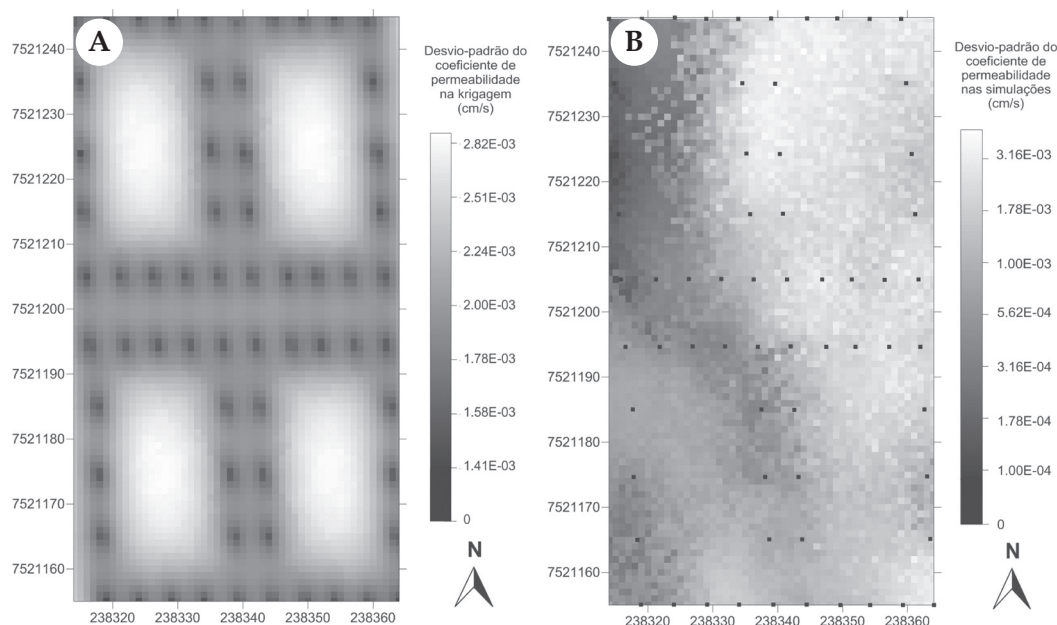 A
7521240
7521230
7521220
7521210
7521200
7521190
7521180
7521170
7521160
238320
238330
238340
238350
238360
Desvio-padrão do
coeficiente de
permeabilidade
na krigagem
(cm/s)
2.82E-03
2.51E-03
2.24E-03
2.00E-03
1.78E-03
1.58E-03
1.41E-03
0
N
B
7521240
7521230
7521220
7521210
7521200
7521190
7521180
7521170
7521160
238320
238330
238340
238350
238360
Desvio-padrão do
coeficiente de
permeabilidade
nas simulações
(cm/s)
3.16E-03
1.78E-03
1.00E-03
5.62E-04
3.16E-04
1.78E-04
1.00E-04
0
N